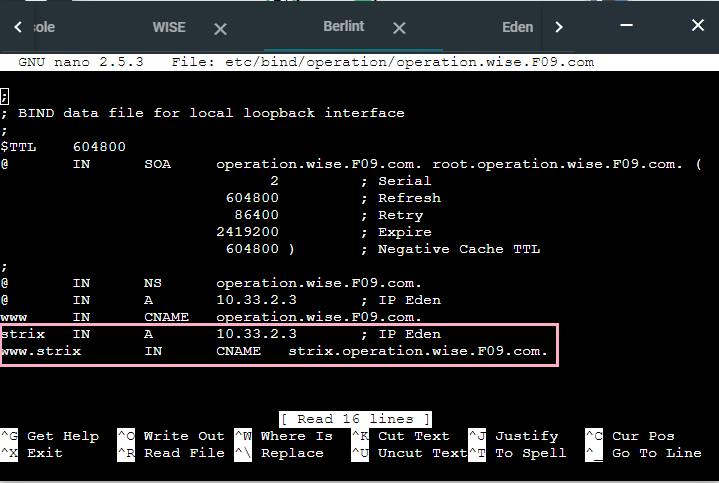 ole WISE Berlint Eden
GNU nano 2.5.3 File: etc/bind/operation/operation.wise.F09.com
;
; BIND data file for local loopback interface
;
$TTL 604800
@ IN SOA operation.wise.F09.com. root.operation.wise.F09.com. (
2 ; Serial
604800 ; Refresh
86400 ; Retry
2419200 ; Expire
604800 ) ; Negative Cache TTL
;
@ IN NS operation.wise.F09.com.
@ IN A 10.33.2.3 ; IP Eden
www IN CNAME operation.wise.F09.com.
strix IN A 10.33.2.3 ; IP Eden
www.strix IN CNAME strix.operation.wise.F09.com.
[ Read 16 lines ]
^G Get Help ^O Write Out ^W Where Is ^K Cut Text ^J Justify ^C Cur Pos
^X Exit ^R Read File ^\ Replace ^U Uncut Text ^T To Spell ^_ Go To Line